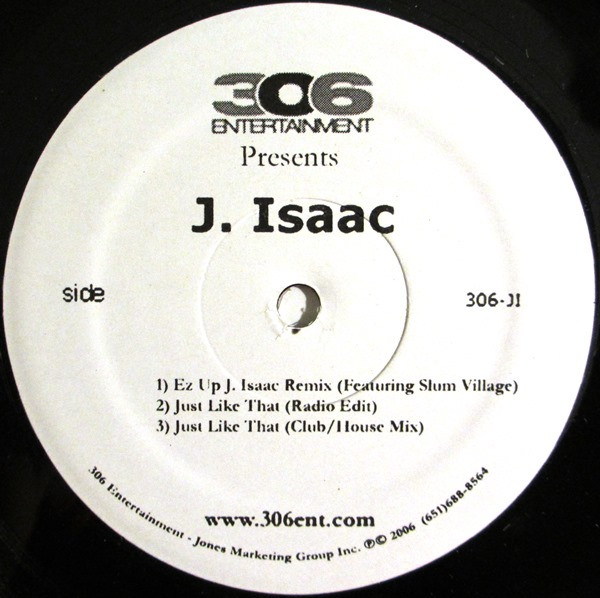 306
ENTERTAINMENT
Presents
J. Isaac
side
306-JI
1) Ez Up J. Isaac Remix (Featuring Slum Village)
2) Just Like That (Radio Edit)
3) Just Like That (Club/House Mix)
www.306ent.com
306 Entertainment - Jones Marketing Group Inc. ℗© 2006 (651)688-8564